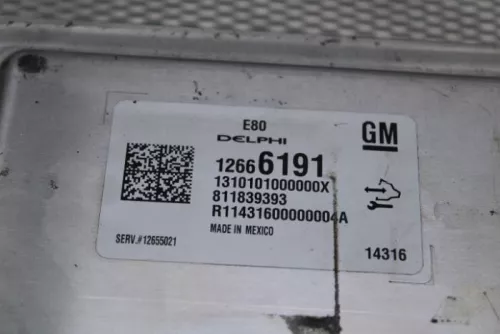 E80
DELPHI
GM
12666191
1310101000000X
811839393
R11431600000004A
MADE IN MEXICO
SERV.#12655021
14316